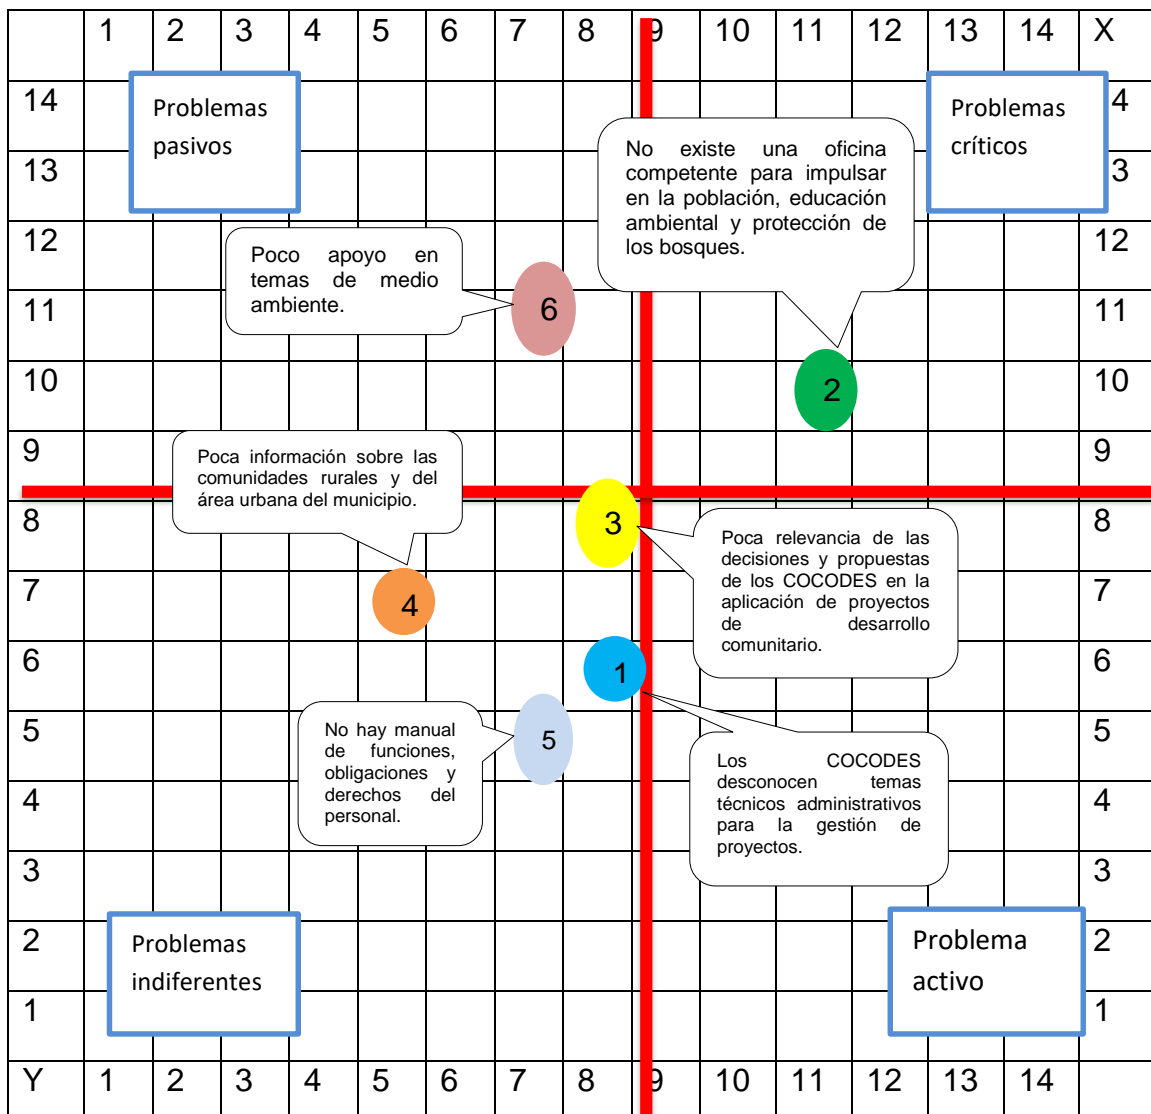 1 2 3 4 5 6 7 8 9 10 11 12 13 14 X
14
Problemas
pasivos
Problemas
críticos
4
13
No existe una oficina
competente para impulsar
en la población, educación
ambiental y protección de
los bosques.
3
12
Poco apoyo en
temas de medio
ambiente.
12
11
6
11
10
2
10
9
Poca información sobre las
comunidades rurales y del
área urbana del municipio.
9
8
3
8
Poca relevancia de las
decisiones y propuestas
de los COCODES en la
aplicación de proyectos
de desarrollo
comunitario.
7
4
7
6
1
6
5
No hay manual
de funciones,
obligaciones y
derechos del
personal.
5
5
Los COCODES
desconocen temas
técnicos administrativos
para la gestión de
proyectos.
4
4
3
3
2
Problemas
indiferentes
Problema
activo
2
1
1
Y 1 2 3 4 5 6 7 8 9 10 11 12 13 14